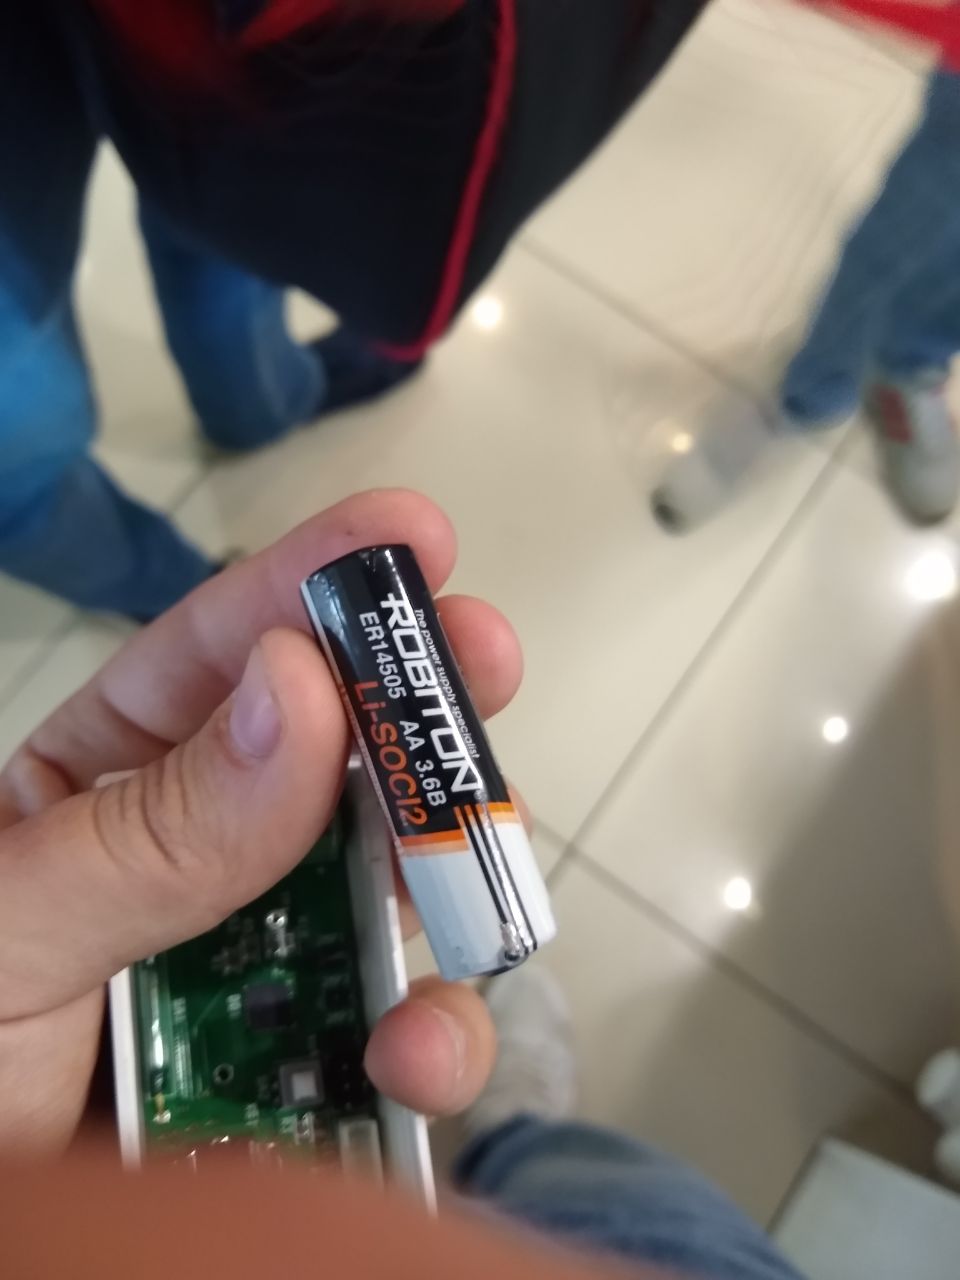 The power supply specialist
ROBITON
ER14505 AA 3.6В
Li-SOCl2